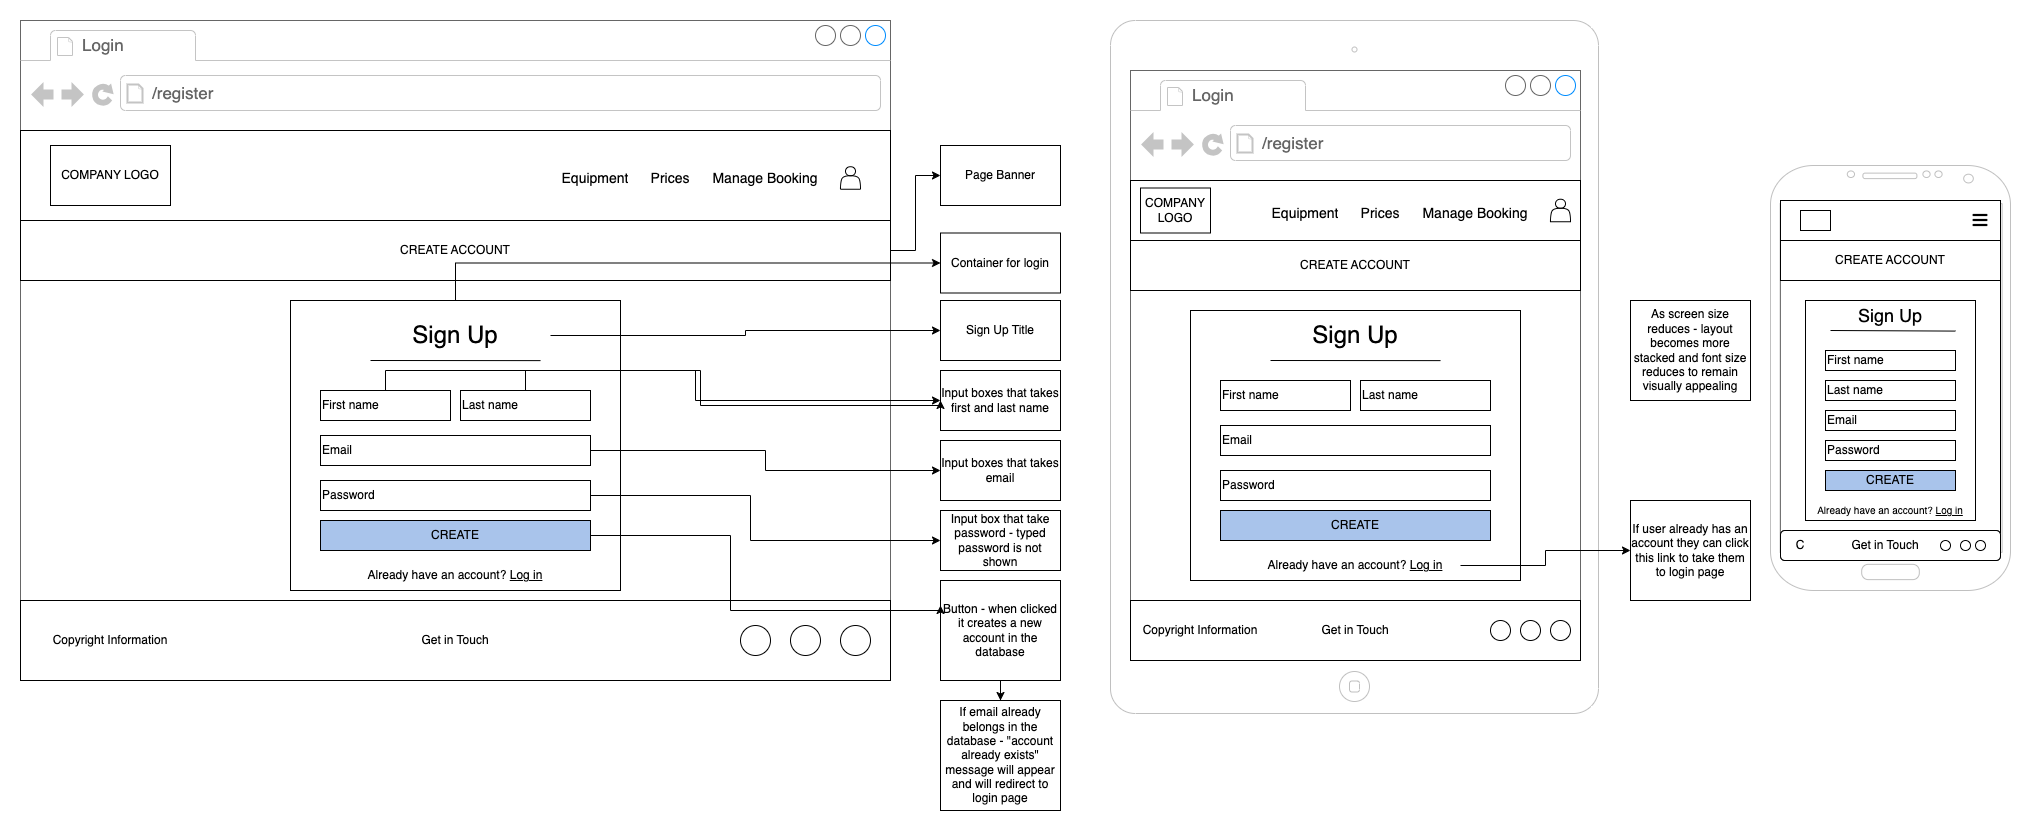 Login
/register
COMPANY LOGO
Equipment
Prices
Manage Booking
CREATE ACCOUNT
Sign Up
First name
Last name
Email
Password
CREATE
Already have an account? Log in
Copyright Information
Get in Touch
Page Banner
Container for login
Sign Up Title
Input boxes that takes
first and last name
Input boxes that takes
email
Input box that take
password - typed
password is not
shown
Button - when clicked
it creates a new
account in the
database
If email already
belongs in the
database - "account
already exists"
message will appear
and will redirect to
login page
Login
/register
COMPANY
LOGO
Equipment
Prices
Manage Booking
CREATE ACCOUNT
Sign Up
First name
Last name
Email
Password
CREATE
Already have an account? Log in
Copyright Information
Get in Touch
As screen size
reduces - layout
becomes more
stacked and font size
reduces to remain
visually appealing
If user already has an
account they can click
this link to take them
to login page
CREATE ACCOUNT
Sign Up
First name
Last name
Email
Password
CREATE
Already have an account? Log in
C
Get in Touch